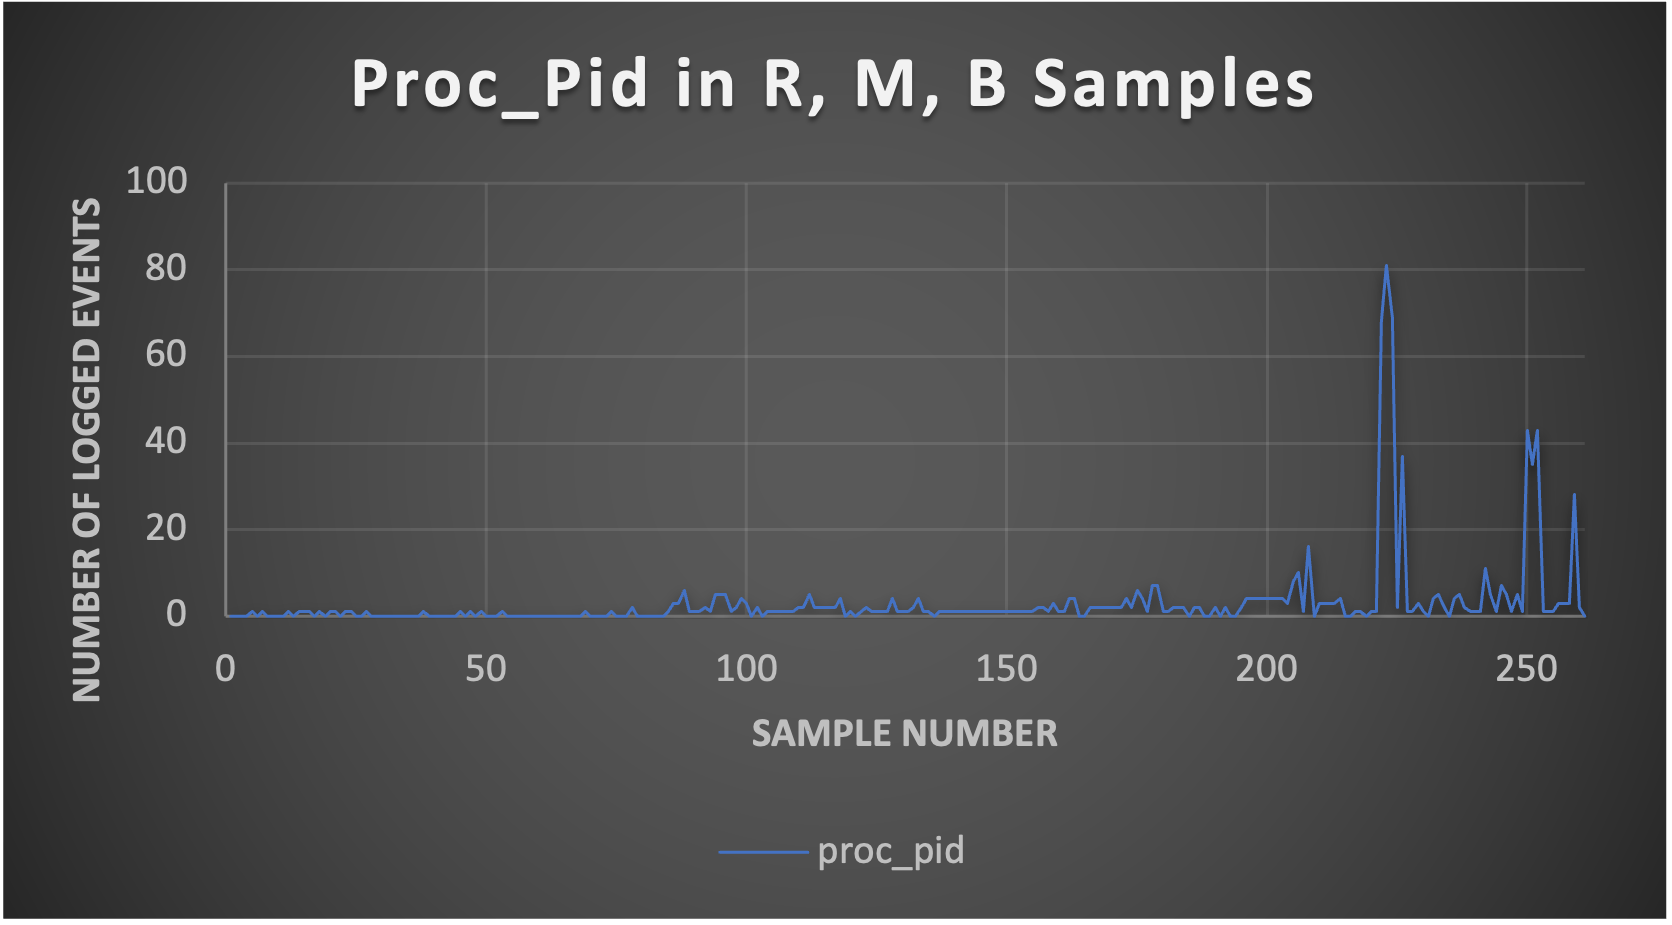 Proc_Pid in R, M, B Samples
NUMBER OF LOGGED EVENTS
100
80
60
40
20
0
0 50 100 150 200 250
SAMPLE NUMBER
proc_pid